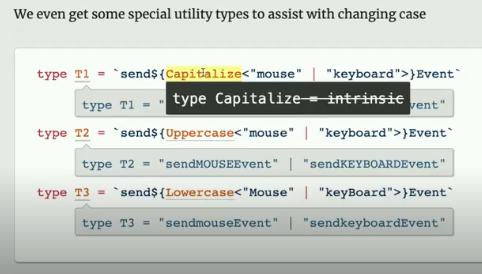 We even get some special utility types to assist with changing case
type T1 = `send${Capitalize<"mouse" | "keyboard">}Event`
type T1 = "
type Capitalize = intrinsic
vent"
type T2 = `send${Uppercase<"mouse" | "keyboard">}Event`
type T2 = "sendMOUSEEvent" | "sendKEYBOARDEvent"
type T3 = `send${Lowercase<"Mouse" | "keyBoard">}Event`
type T3 = "sendmouseEvent" | "sendkeyboardEvent"